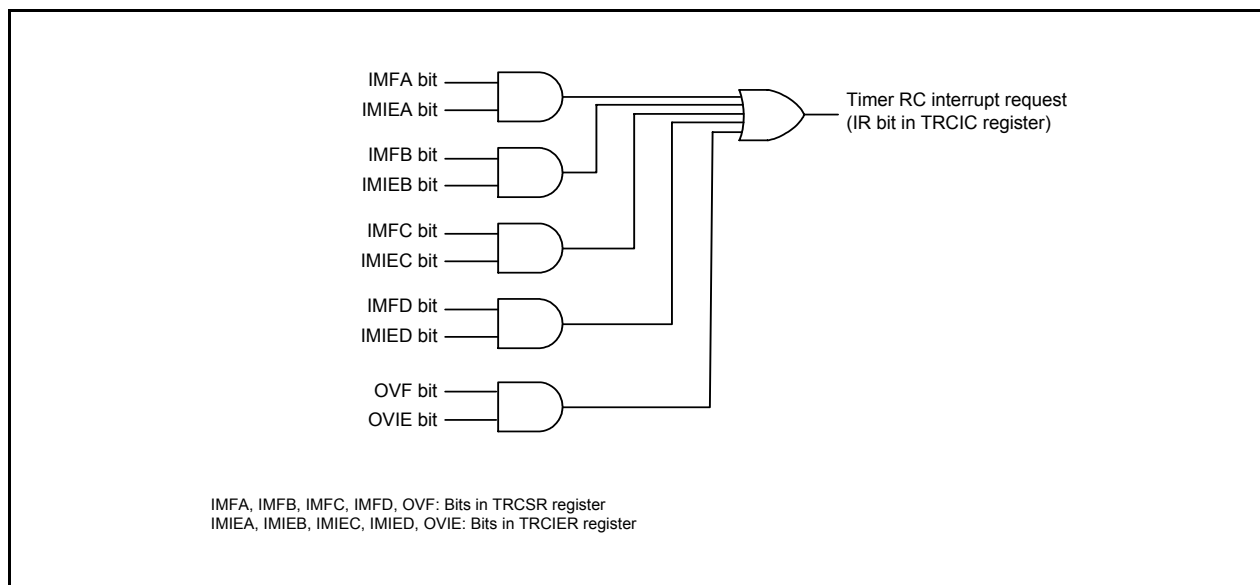 IMFA bit
IMIEA bit
IMFB bit
IMIEB bit
IMFC bit
IMIEC bit
IMFD bit
IMIED bit
OVF bit
OVIE bit
Timer RC interrupt request
(IR bit in TRCIC register)
IMFA, IMFB, IMFC, IMFD, OVF: Bits in TRCSR register
IMIEA, IMIEB, IMIEC, IMIED, OVIE: Bits in TRCIER register